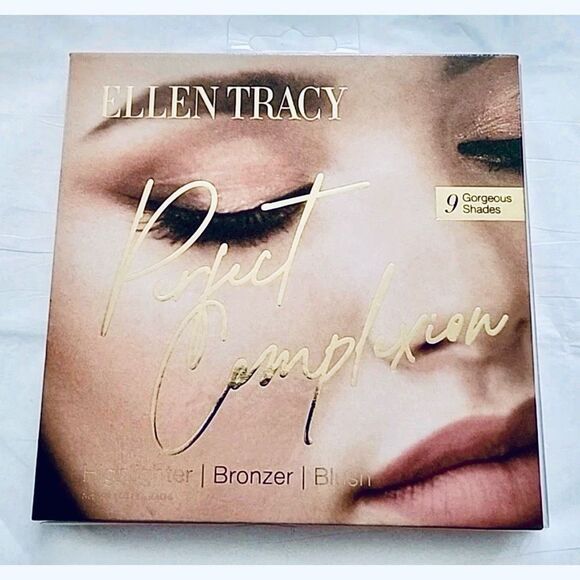 ELLEN TRACY
9 Gorgeous
Shades
Perfect
Complexion
Highlighter | Bronzer | Blush